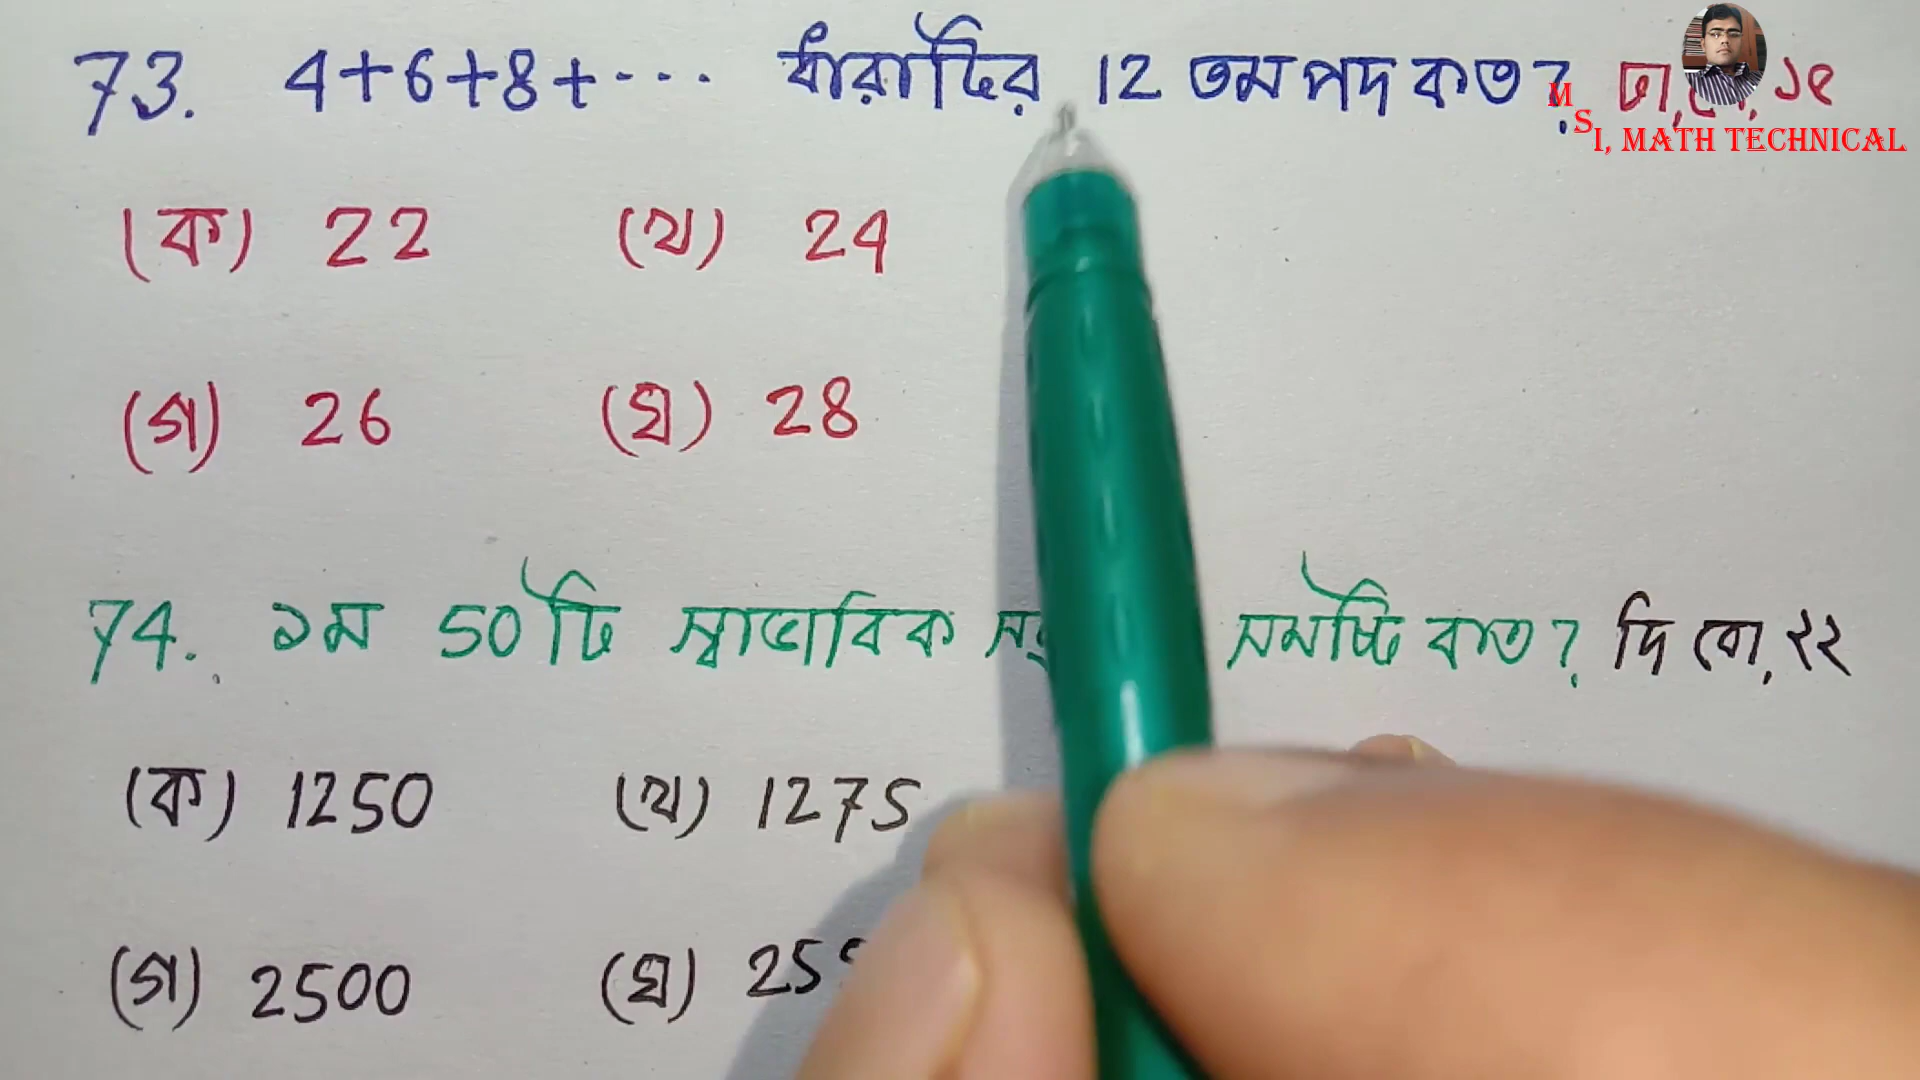 73. 4+6+8+··· ধারাটির 12 তম পদ কত? ঢা, বো, ১৫
M
S
I, MATH TECHNICAL
(ক) 22 (খ) 24
(গ) 26 (ঘ) 28
74. ১ম 50টি স্বাভাবিক সমষ্টি কত? দি বো, ২২
(ক) 1250 (খ) 1275
(গ) 2500 (ঘ)